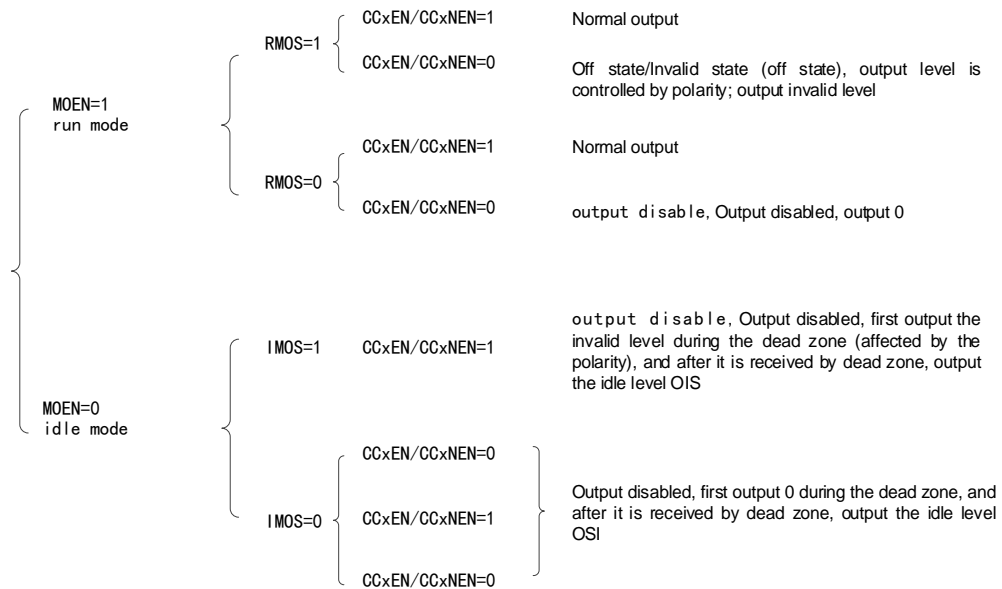 CCxEN/CCxNEN=1 Normal output
RMOS=1
CCxEN/CCxNEN=0 Off state/Invalid state (off state), output level is
controlled by polarity; output invalid level
MOEN=1
run mode
CCxEN/CCxNEN=1 Normal output
RMOS=0
CCxEN/CCxNEN=0 output disable, Output disabled, output 0
output disable, Output disabled, first output the
IMOS=1 CCxEN/CCxNEN=1 invalid level during the dead zone (affected by the
polarity), and after it is received by dead zone, output
the idle level OIS
MOEN=0
idle mode
CCxEN/CCxNEN=0
Output disabled, first output 0 during the dead zone, and
IMOS=0 CCxEN/CCxNEN=1 after it is received by dead zone, output the idle level
OSI
CCxEN/CCxNEN=0